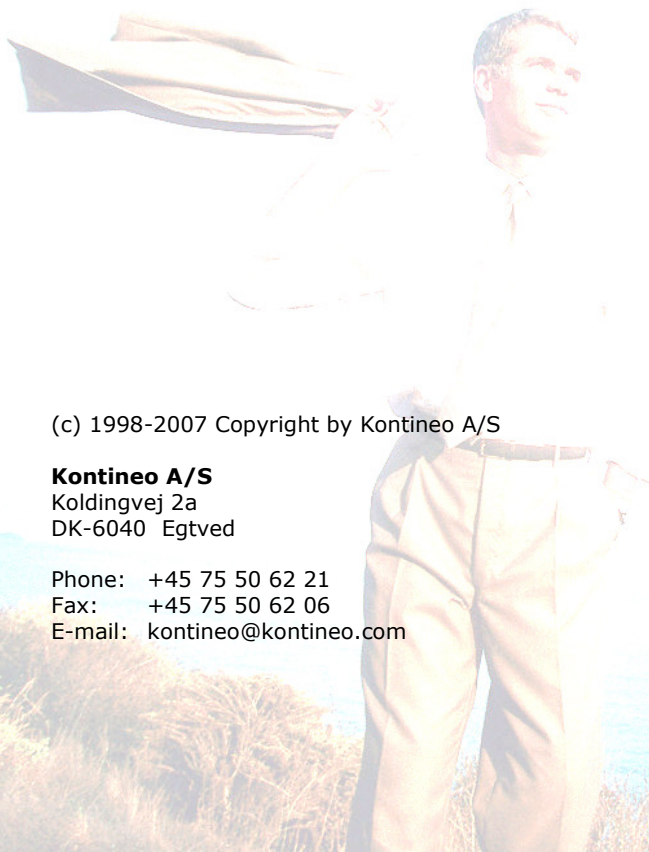 (c) 1998-2007 Copyright by Kontineo A/S
Kontineo A/S
Koldingvej 2a
DK-6040 Egtved
Phone: +45 75 50 62 21
Fax: +45 75 50 62 06
E-mail: kontineo@kontineo.com